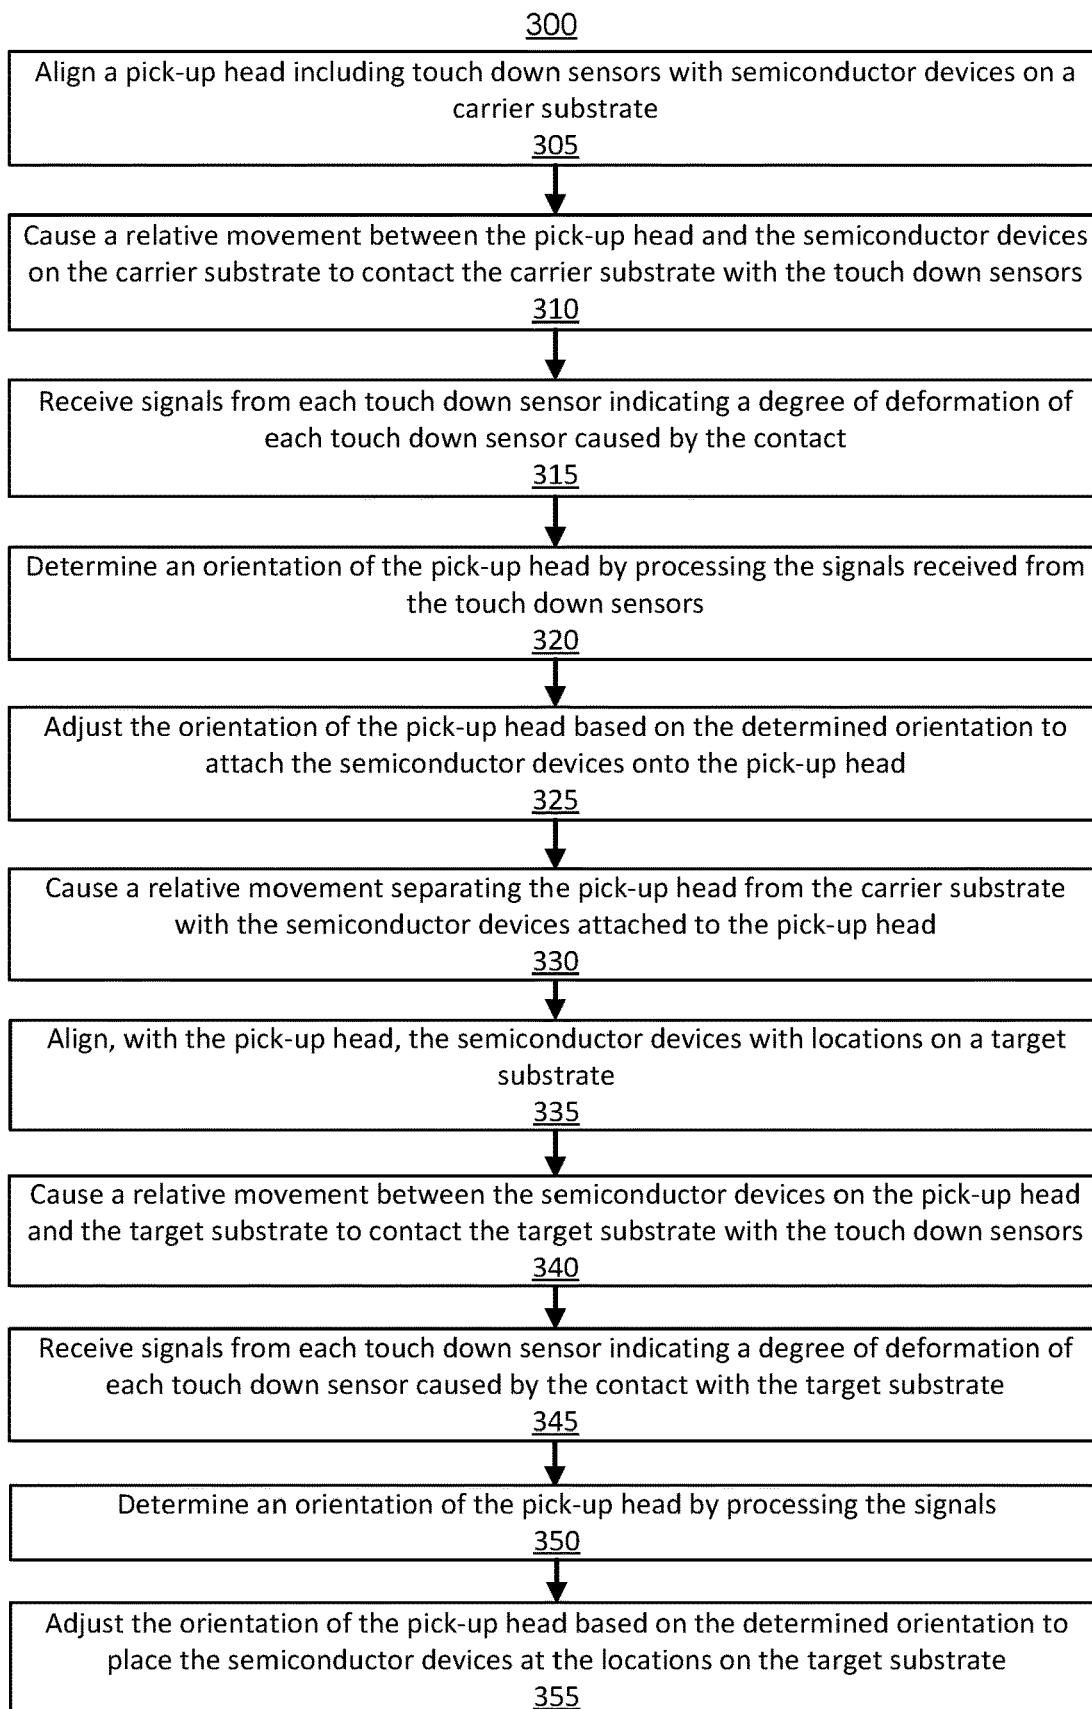 300
Align a pick-up head including touch down sensors with semiconductor devices on a
carrier substrate
305
Cause a relative movement between the pick-up head and the semiconductor devices
on the carrier substrate to contact the carrier substrate with the touch down sensors
310
Receive signals from each touch down sensor indicating a degree of deformation of
each touch down sensor caused by the contact
315
Determine an orientation of the pick-up head by processing the signals received from
the touch down sensors
320
Adjust the orientation of the pick-up head based on the determined orientation to
attach the semiconductor devices onto the pick-up head
325
Cause a relative movement separating the pick-up head from the carrier substrate
with the semiconductor devices attached to the pick-up head
330
Align, with the pick-up head, the semiconductor devices with locations on a target
substrate
335
Cause a relative movement between the semiconductor devices on the pick-up head
and the target substrate to contact the target substrate with the touch down sensors
340
Receive signals from each touch down sensor indicating a degree of deformation of
each touch down sensor caused by the contact with the target substrate
345
Determine an orientation of the pick-up head by processing the signals
350
Adjust the orientation of the pick-up head based on the determined orientation to
place the semiconductor devices at the locations on the target substrate
355